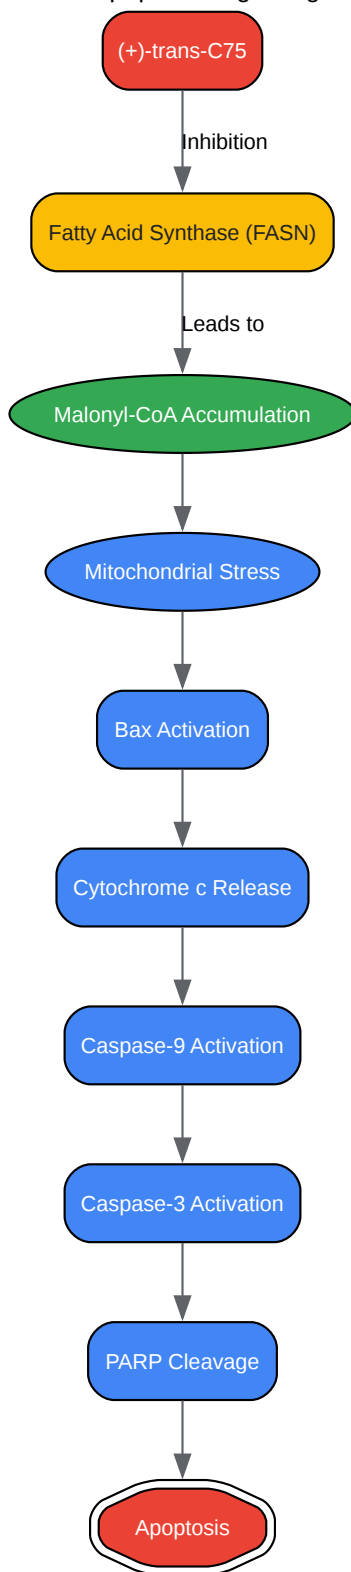 (+)-trans-C75
Inhibition
Fatty Acid Synthase (FASN)
Leads to
Malonyl-CoA Accumulation
Mitochondrial Stress
Bax Activation
Cytochrome c Release
Caspase-9 Activation
Caspase-3 Activation
PARP Cleavage
Apoptosis